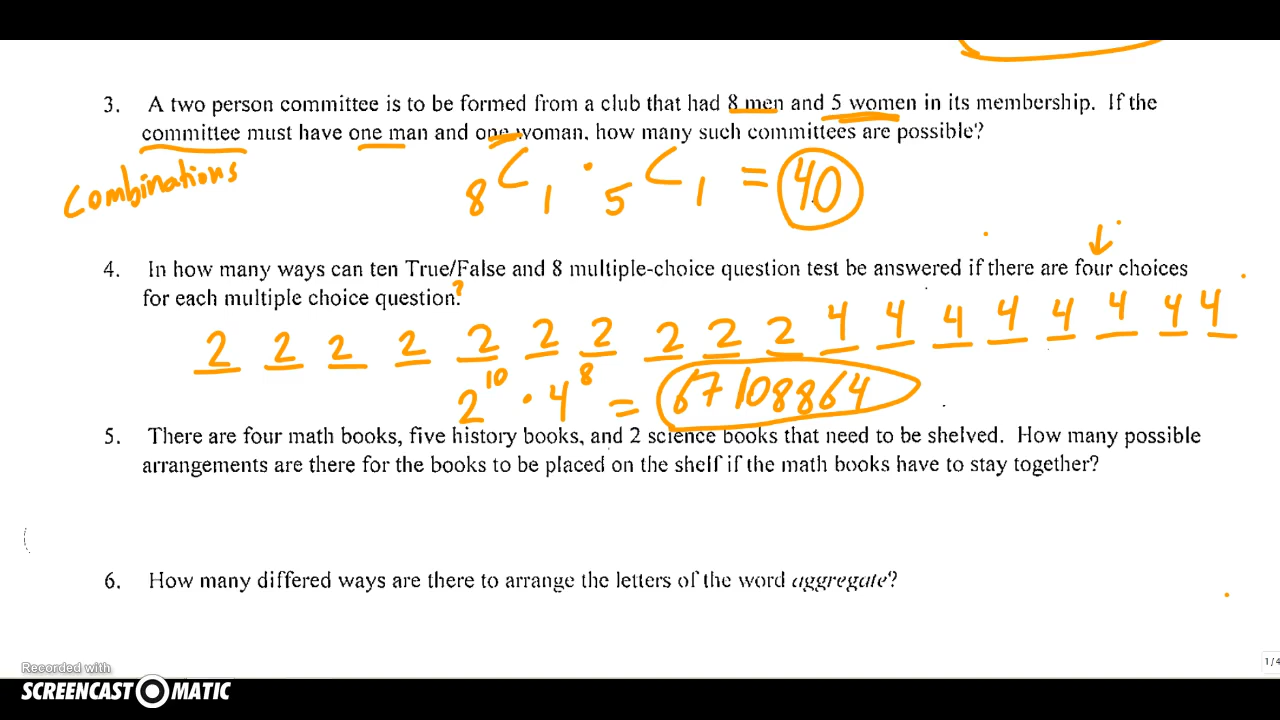 3. A two person committee is to be formed from a club that had 8 men and 5 women in its membership. If the
committee must have one man and one woman, how many such committees are possible?
Combinations
8 C 1 · 5 C 1 = 40
4. In how many ways can ten True/False and 8 multiple-choice question test be answered if there are four choices
for each multiple choice question?
2 2 2 2 2 2 2 2 2 2 4 4 4 4 4 4 4 4
2^10 · 4^8 = 67108864
5. There are four math books, five history books, and 2 science books that need to be shelved. How many possible
arrangements are there for the books to be placed on the shelf if the math books have to stay together?
6. How many differed ways are there to arrange the letters of the word aggregate?
1/4
Recorded with
SCREENCAST-O-MATIC